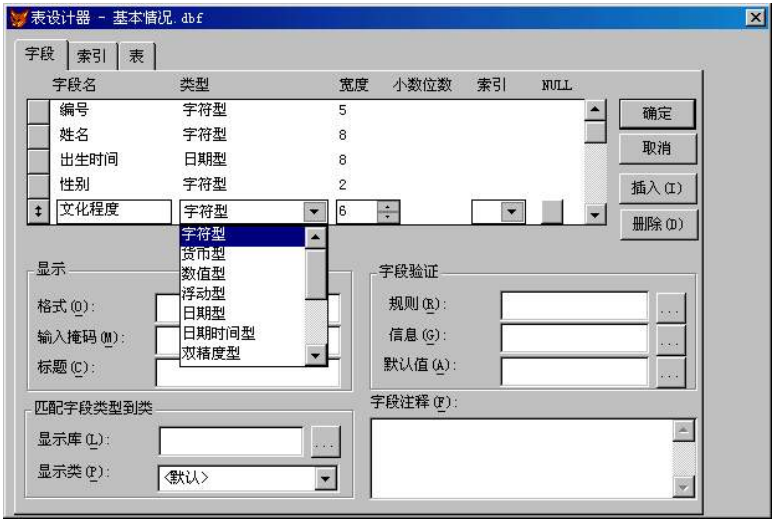 表设计器 - 基本情况.dbf
字段 索引 表
字段名 类型 宽度 小数位数 索引 NULL
编号 字符型 5
姓名 字符型 8
出生时间 日期型 8
性别 字符型 2
文化程度 字符型 6
字符型
货币型
数值型
浮动型
日期型
日期时间型
双精度型
确定
取消
插入(I)
删除(D)
显示
格式(O):
输入掩码(M):
标题(C):
字段验证
规则(R): ...
信息(G): ...
默认值(A): ...
匹配字段类型到类
显示库(L): ...
显示类(P): <默认>
字段注释(F):